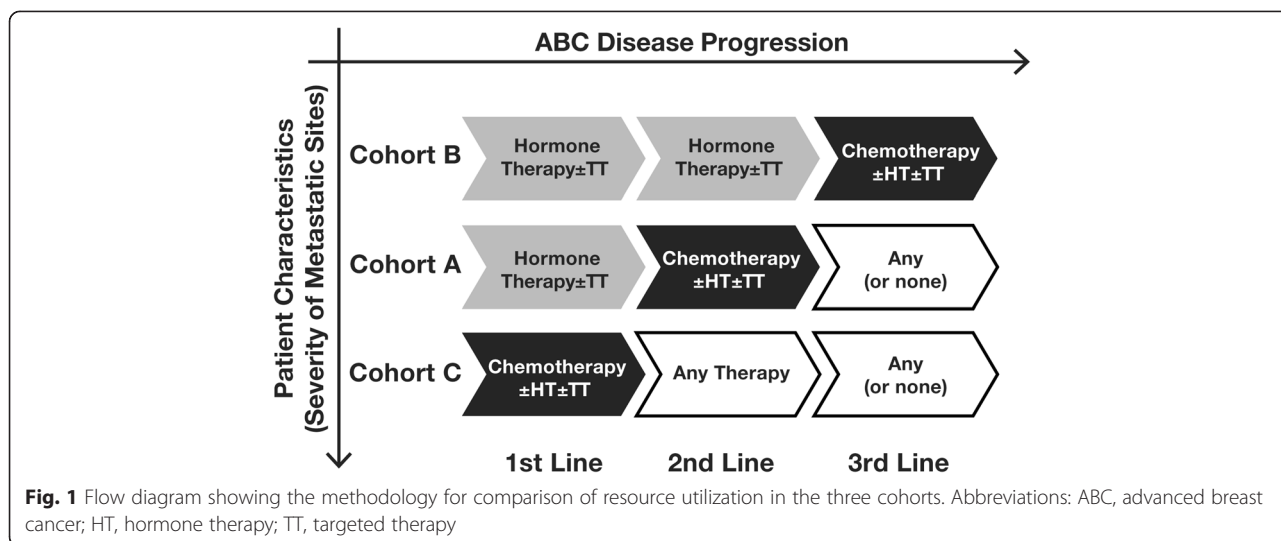 ABC Disease Progression
Patient Characteristics
(Severity of Metastatic Sites)
Cohort B
Hormone
Therapy±TT
Hormone
Therapy±TT
Chemotherapy
±HT±TT
Cohort A
Hormone
Therapy±TT
Chemotherapy
±HT±TT
Any
(or none)
Cohort C
Chemotherapy
±HT±TT
Any Therapy
Any
(or none)
1st Line
2nd Line
3rd Line
Fig. 1 Flow diagram showing the methodology for comparison of resource utilization in the three cohorts. Abbreviations: ABC, advanced breast
cancer; HT, hormone therapy; TT, targeted therapy